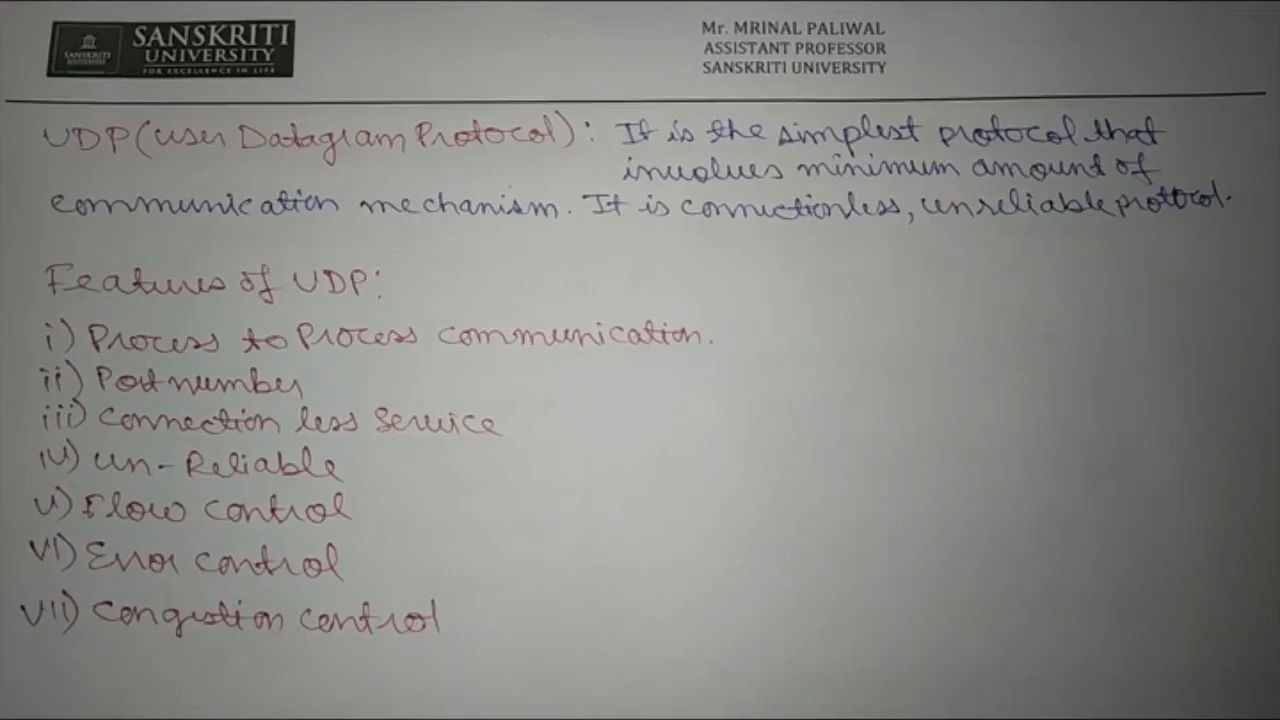 SANSKRITI
UNIVERSITY
FOR EXCELLENCE IN LIFE
SANSKRITI
UNIVERSITY
Mr. MRINAL PALIWAL
ASSISTANT PROFESSOR
SANSKRITI UNIVERSITY
UDP (User Datagram Protocol) : It is the simplest protocol that
involves minimum amount of
communication mechanism. It is connectionless, unreliable protocol.
Features of UDP:
i) Process to Process communication.
ii) Port number
iii) Connection less Service
iv) Un-Reliable
v) Flow control
vi) Error control
vii) Congestion control